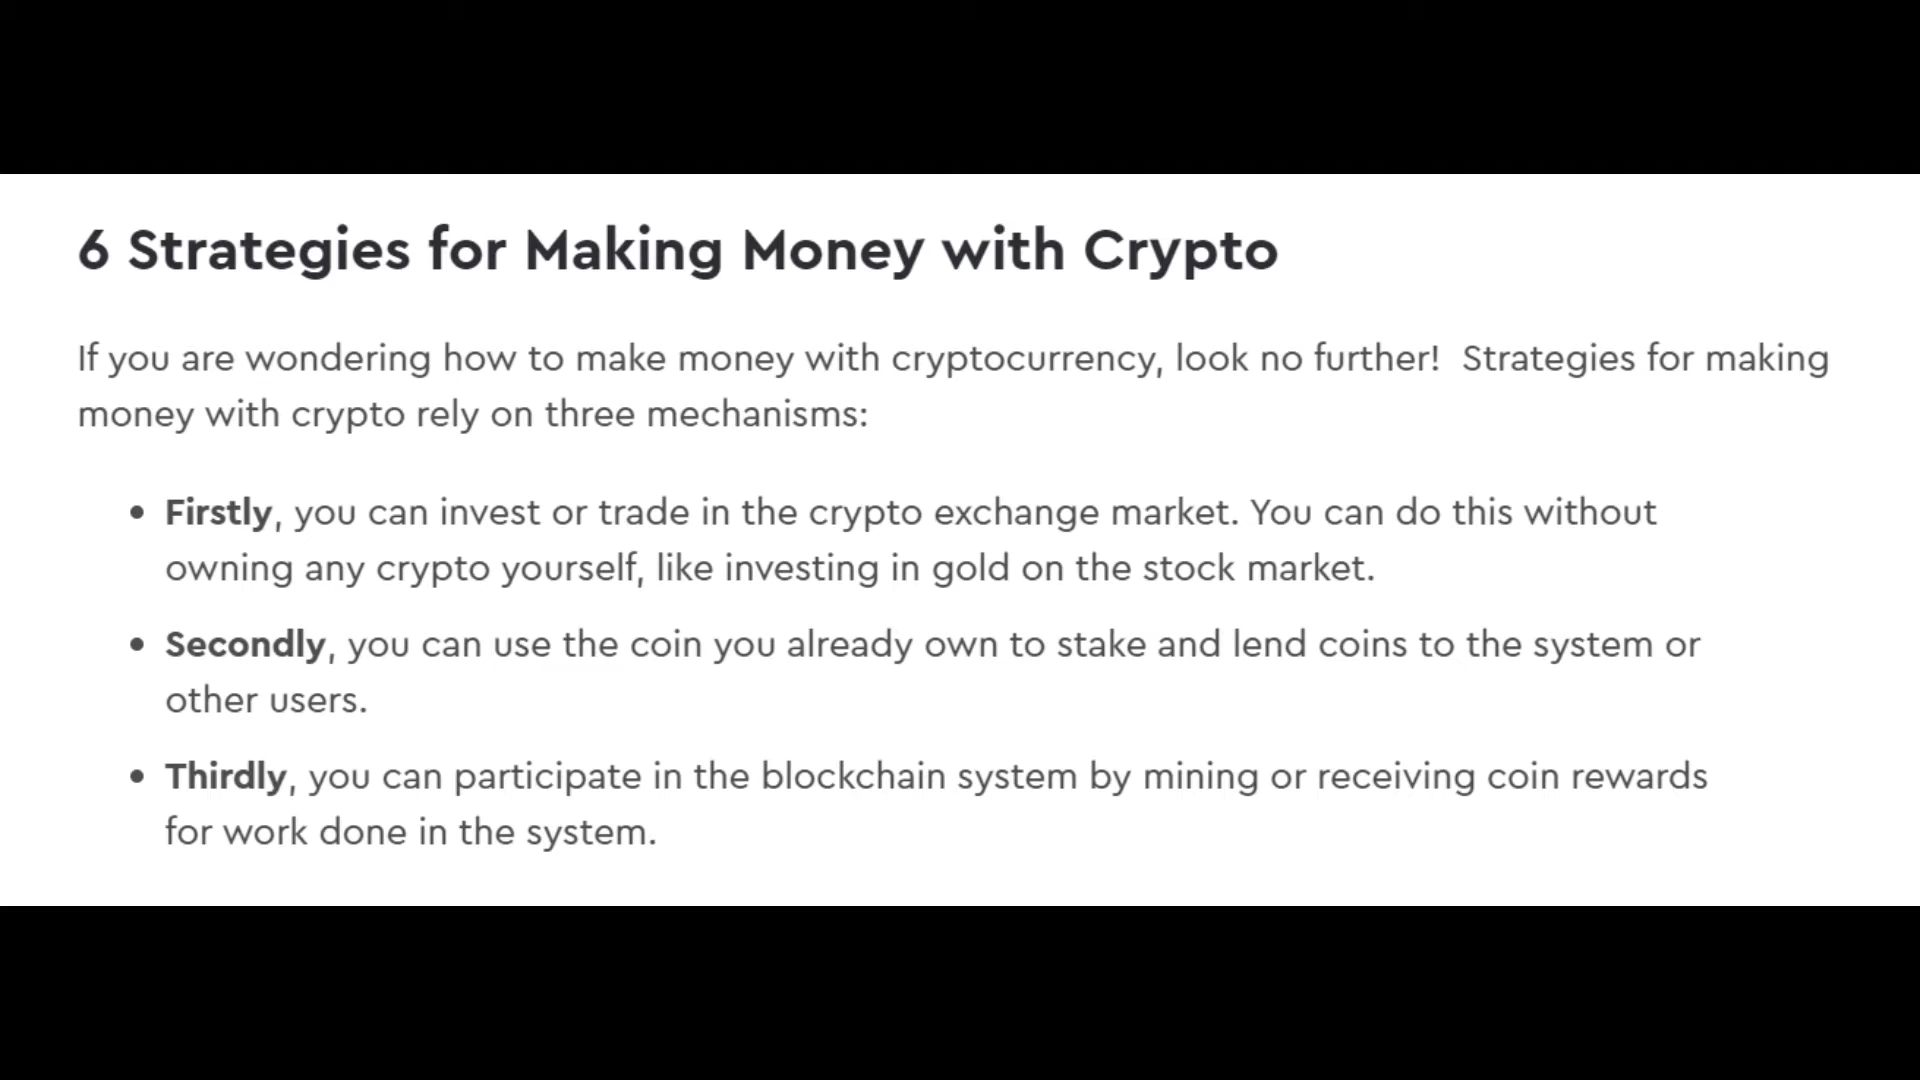 6 Strategies for Making Money with Crypto
If you are wondering how to make money with cryptocurrency, look no further!  Strategies for making
money with crypto rely on three mechanisms:
• Firstly, you can invest or trade in the crypto exchange market. You can do this without
owning any crypto yourself, like investing in gold on the stock market.
• Secondly, you can use the coin you already own to stake and lend coins to the system or
other users.
• Thirdly, you can participate in the blockchain system by mining or receiving coin rewards
for work done in the system.